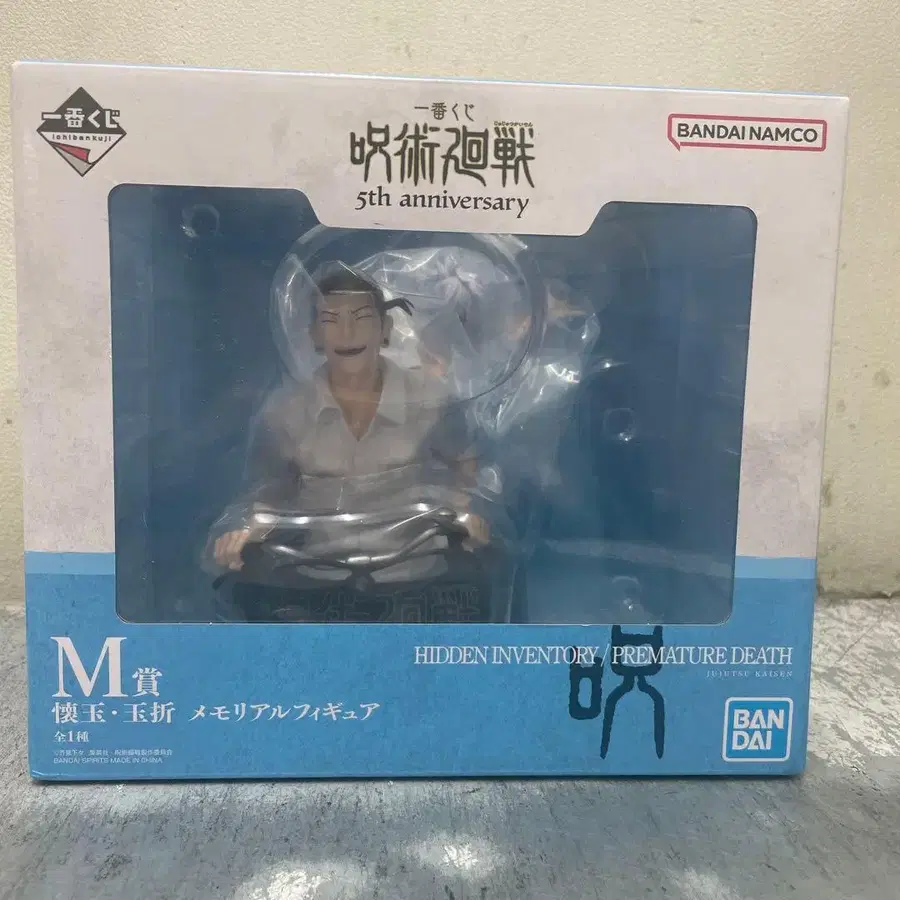 一番くじ
ichibankuji
一番くじ
じゅじゅつかいせん
呪術廻戦
5th anniversary
BANDAI NAMCO
M賞
懐玉・玉折 メモリアルフィギュア
全1種
BANDAI SPIRITS MADE IN CHINA
HIDDEN INVENTORY / PREMATURE DEATH
JUJUTSU KAISEN
呪
BAN
DAI